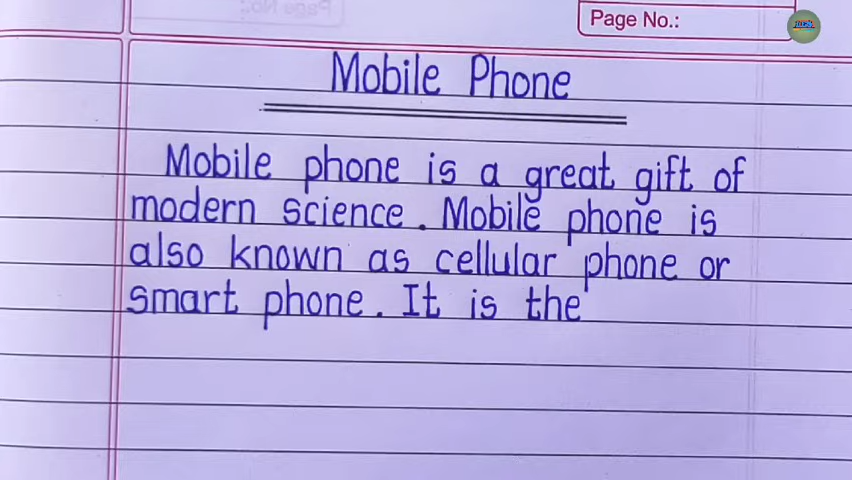 Page No.:
Mobile Phone
Mobile phone is a great gift of
modern science. Mobile phone is
also known as cellular phone or
smart phone. It is the